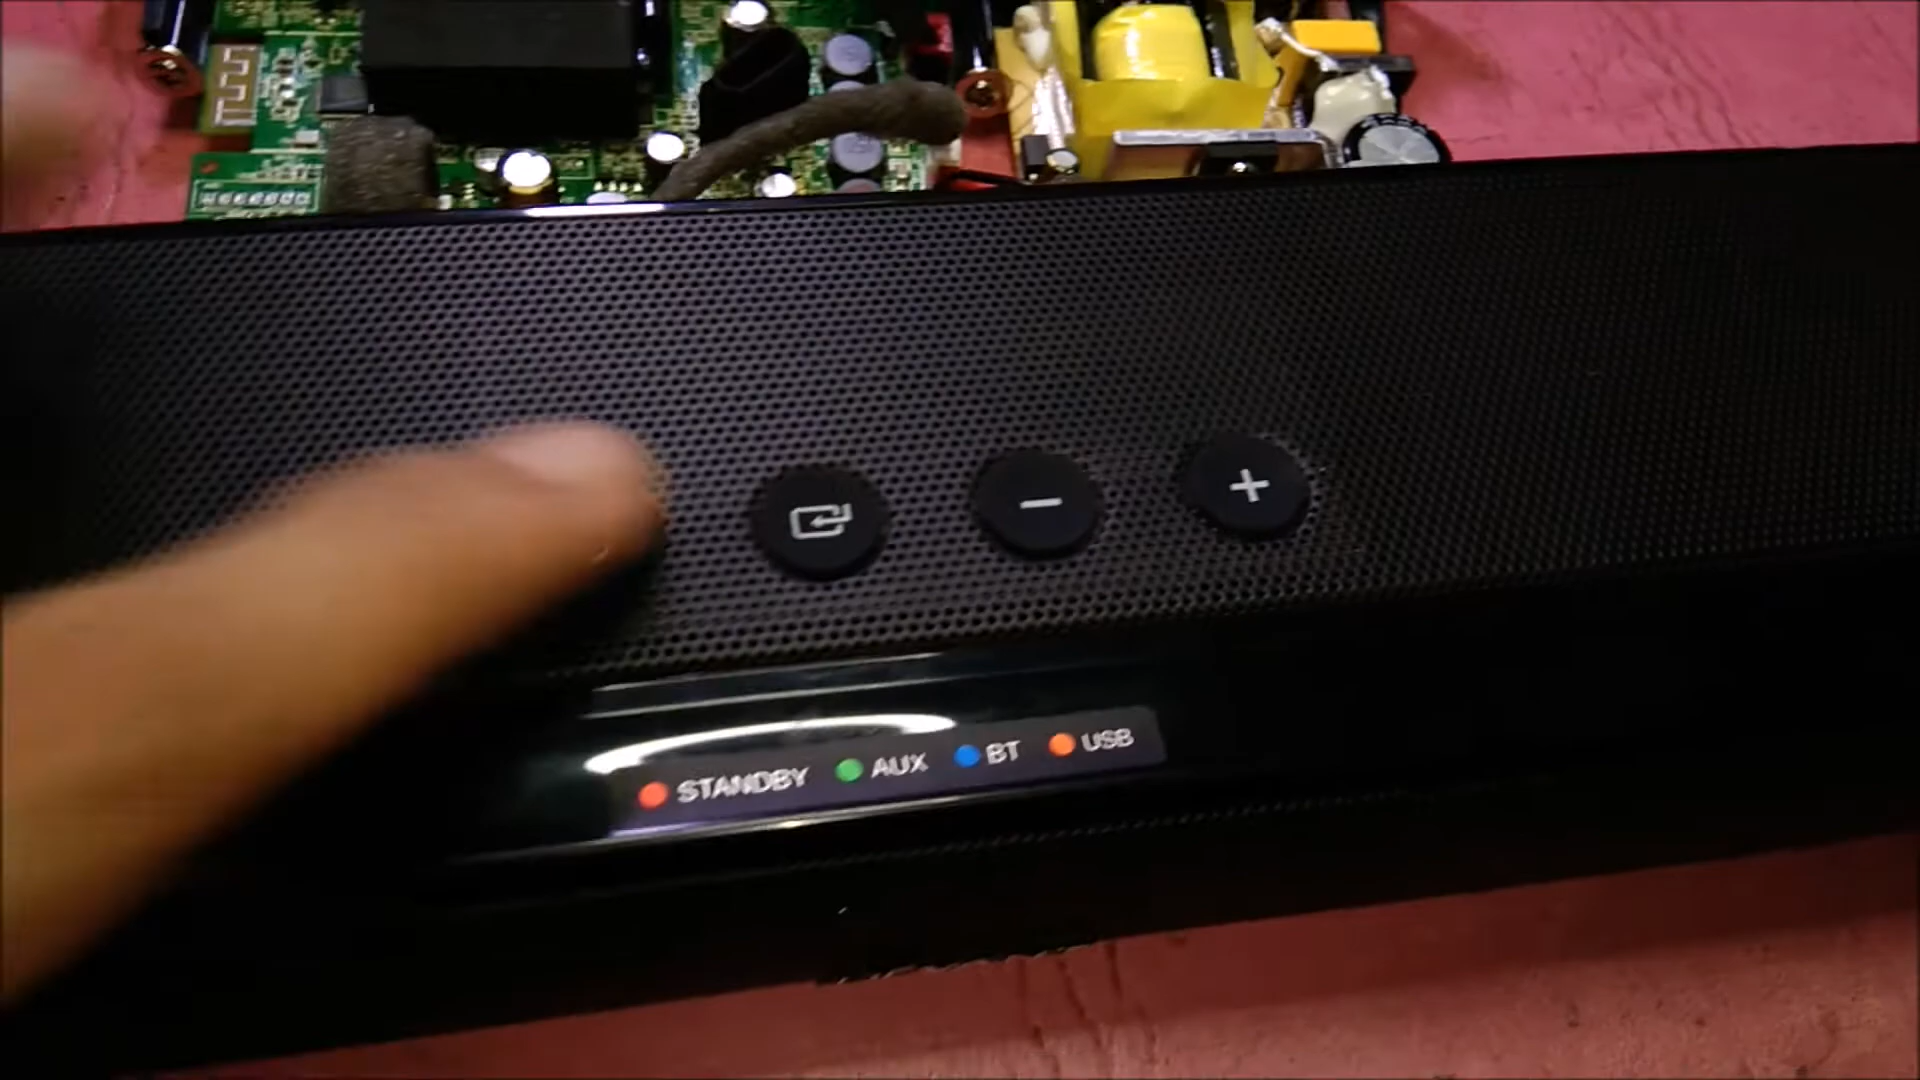 − +
STANDBY AUX BT USB